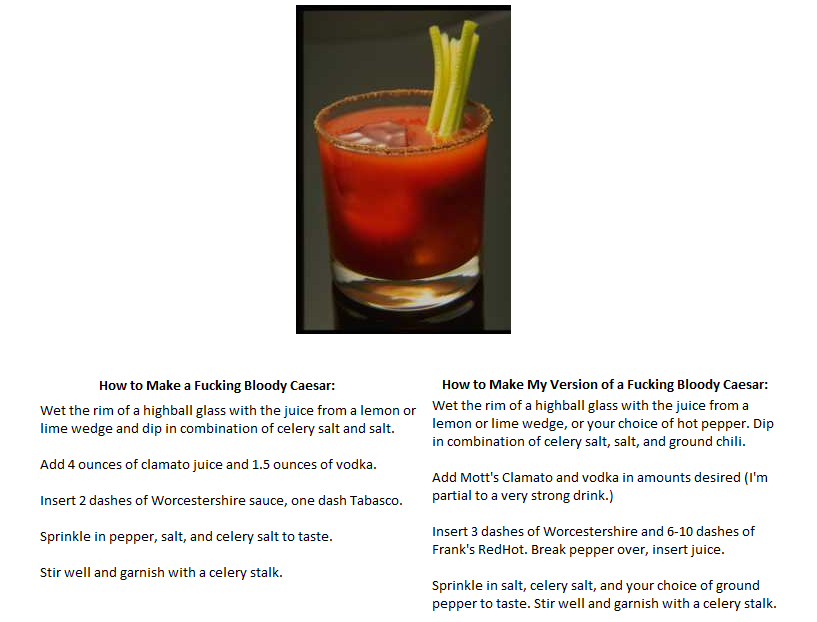 How to Make a Fucking Bloody Caesar:
Wet the rim of a highball glass with the juice from a lemon or
lime wedge and dip in combination of celery salt and salt.
Add 4 ounces of clamato juice and 1.5 ounces of vodka.
Insert 2 dashes of Worcestershire sauce, one dash Tabasco.
Sprinkle in pepper, salt, and celery salt to taste.
Stir well and garnish with a celery stalk.
How to Make My Version of a Fucking Bloody Caesar:
Wet the rim of a highball glass with the juice from a
lemon or lime wedge, or your choice of hot pepper. Dip
in combination of celery salt, salt, and ground chili.
Add Mott's Clamato and vodka in amounts desired (I'm
partial to a very strong drink.)
Insert 3 dashes of Worcestershire and 6-10 dashes of
Frank's RedHot. Break pepper over, insert juice.
Sprinkle in salt, celery salt, and your choice of ground
pepper to taste. Stir well and garnish with a celery stalk.